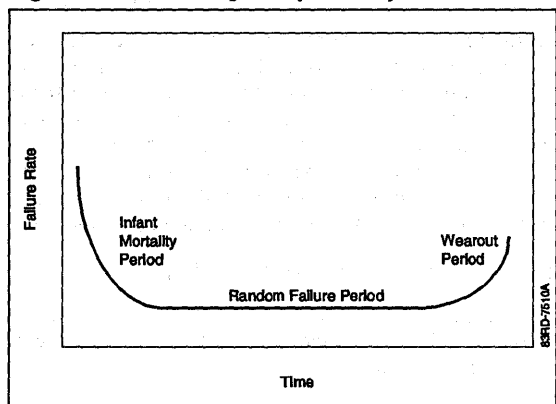 Failure Rate
Infant
Mortality
Period
Random Failure Period
Wearout
Period
Time
83RD-7510A